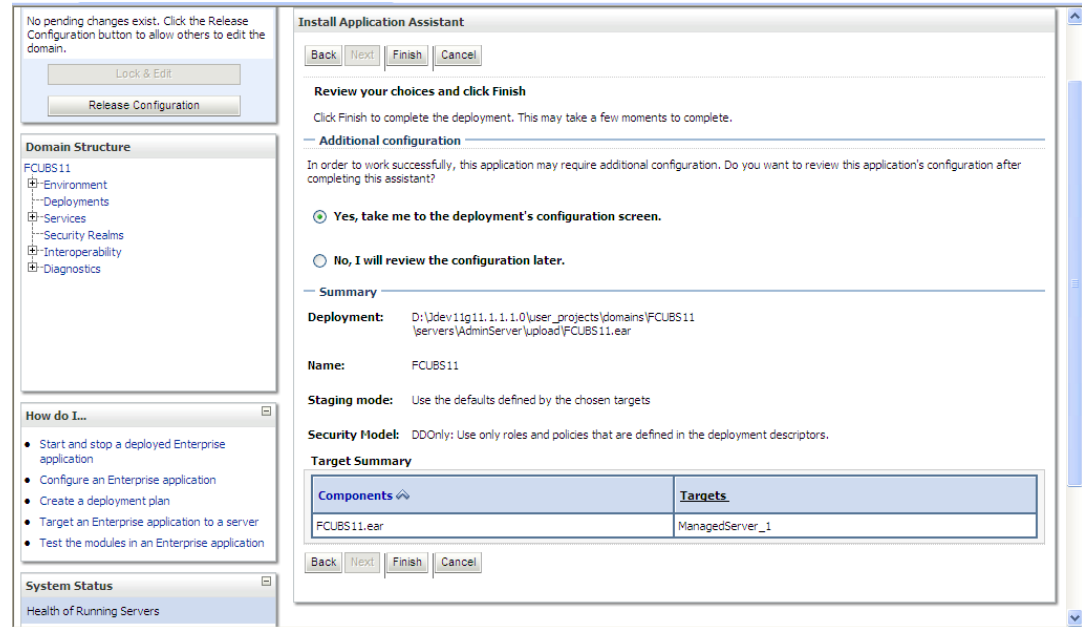 No pending changes exist. Click the Release
Configuration button to allow others to edit the
domain.
Lock & Edit
Release Configuration
Domain Structure
FCUBS11
Environment
Deployments
Services
Security Realms
Interoperability
Diagnostics
How do I...
Start and stop a deployed Enterprise
application
Configure an Enterprise application
Create a deployment plan
Target an Enterprise application to a server
Test the modules in an Enterprise application
System Status
Health of Running Servers
Install Application Assistant
Back Next Finish Cancel
Review your choices and click Finish
Click Finish to complete the deployment. This may take a few moments to complete.
Additional configuration
In order to work successfully, this application may require additional configuration. Do you want to review this application's configuration after
completing this assistant?
Yes, take me to the deployment's configuration screen.
No, I will review the configuration later.
Summary
Deployment: D:\Jdev11g11.1.1.1.0\user_projects\domains\FCUBS11
\servers\AdminServer\upload\FCUBS11.ear
Name: FCUBS11
Staging mode: Use the defaults defined by the chosen targets
Security Model: DDOnly: Use only roles and policies that are defined in the deployment descriptors.
Target Summary
Components Targets
FCUBS11.ear ManagedServer_1
Back Next Finish Cancel